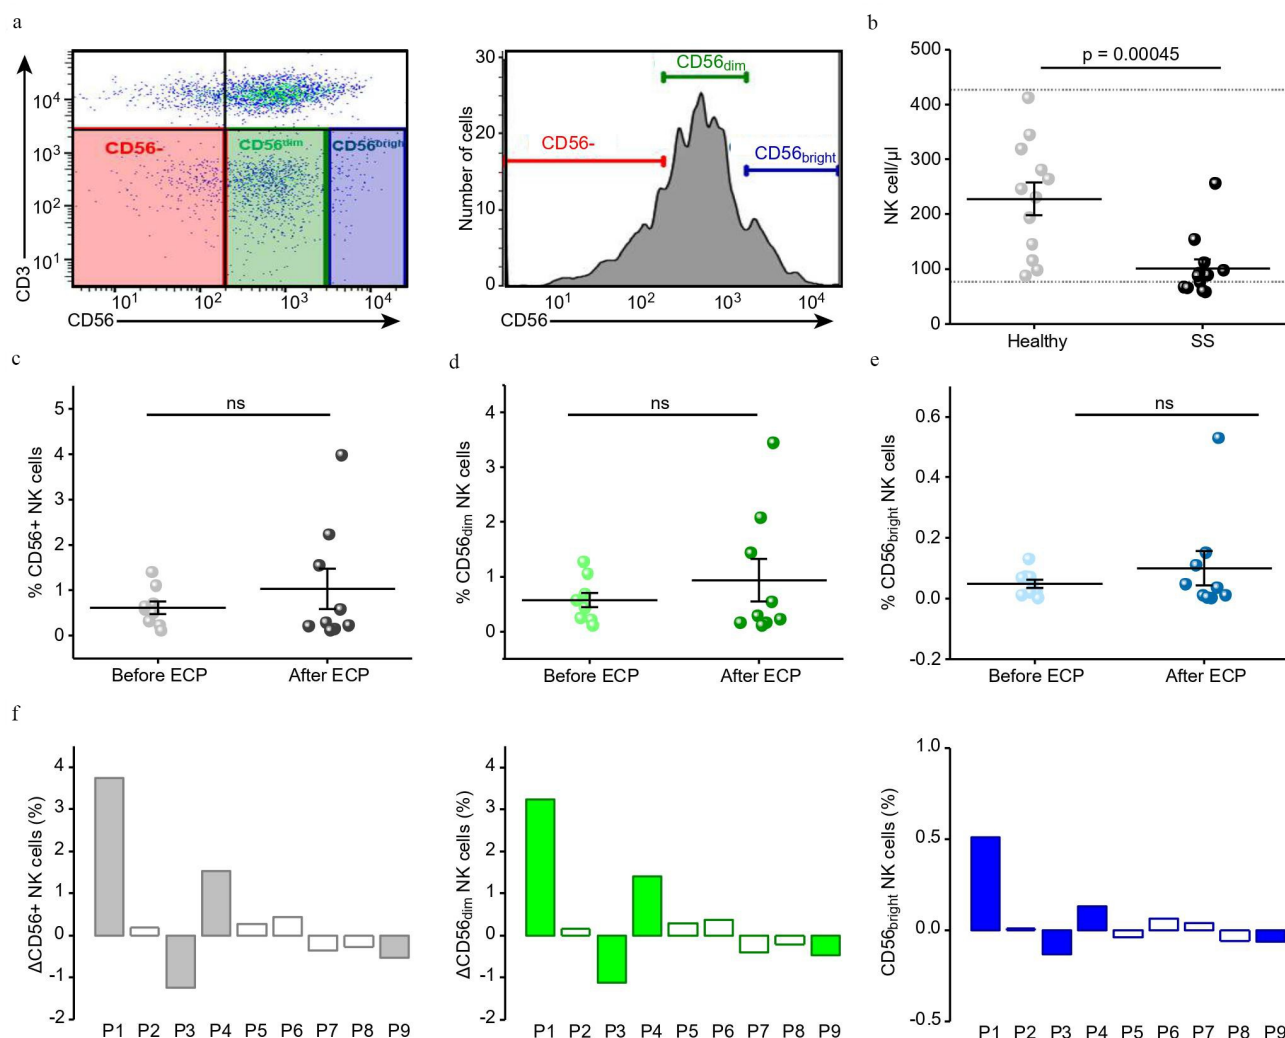 a
CD3
10⁴
10³
10²
10¹
CD56-
CD56dim
CD56brigh
10¹ 10² 10³ 10⁴
CD56
Number of cells
30
20
10
0
CD56-
CD56dim
CD56bright
10¹ 10² 10³ 10⁴
CD56
b
NK cell/µl
500
400
300
200
100
0
p = 0.00045
Healthy SS
c
% CD56+ NK cells
5
4
3
2
1
0
ns
Before ECP After ECP
d
% CD56dim NK cells
4
3
2
1
0
ns
Before ECP After ECP
e
% CD56bright NK cells
0.6
0.4
0.2
0.0
-0.2
ns
Before ECP After ECP
f
ΔCD56+ NK cells (%)
4
3
2
1
0
-1
-2
P1 P2 P3 P4 P5 P6 P7 P8 P9
ΔCD56dim NK cells (%)
4
3
2
1
0
-1
-2
P1 P2 P3 P4 P5 P6 P7 P8 P9
CD56bright NK cells (%)
1.0
0.5
0.0
-0.5
P1 P2 P3 P4 P5 P6 P7 P8 P9